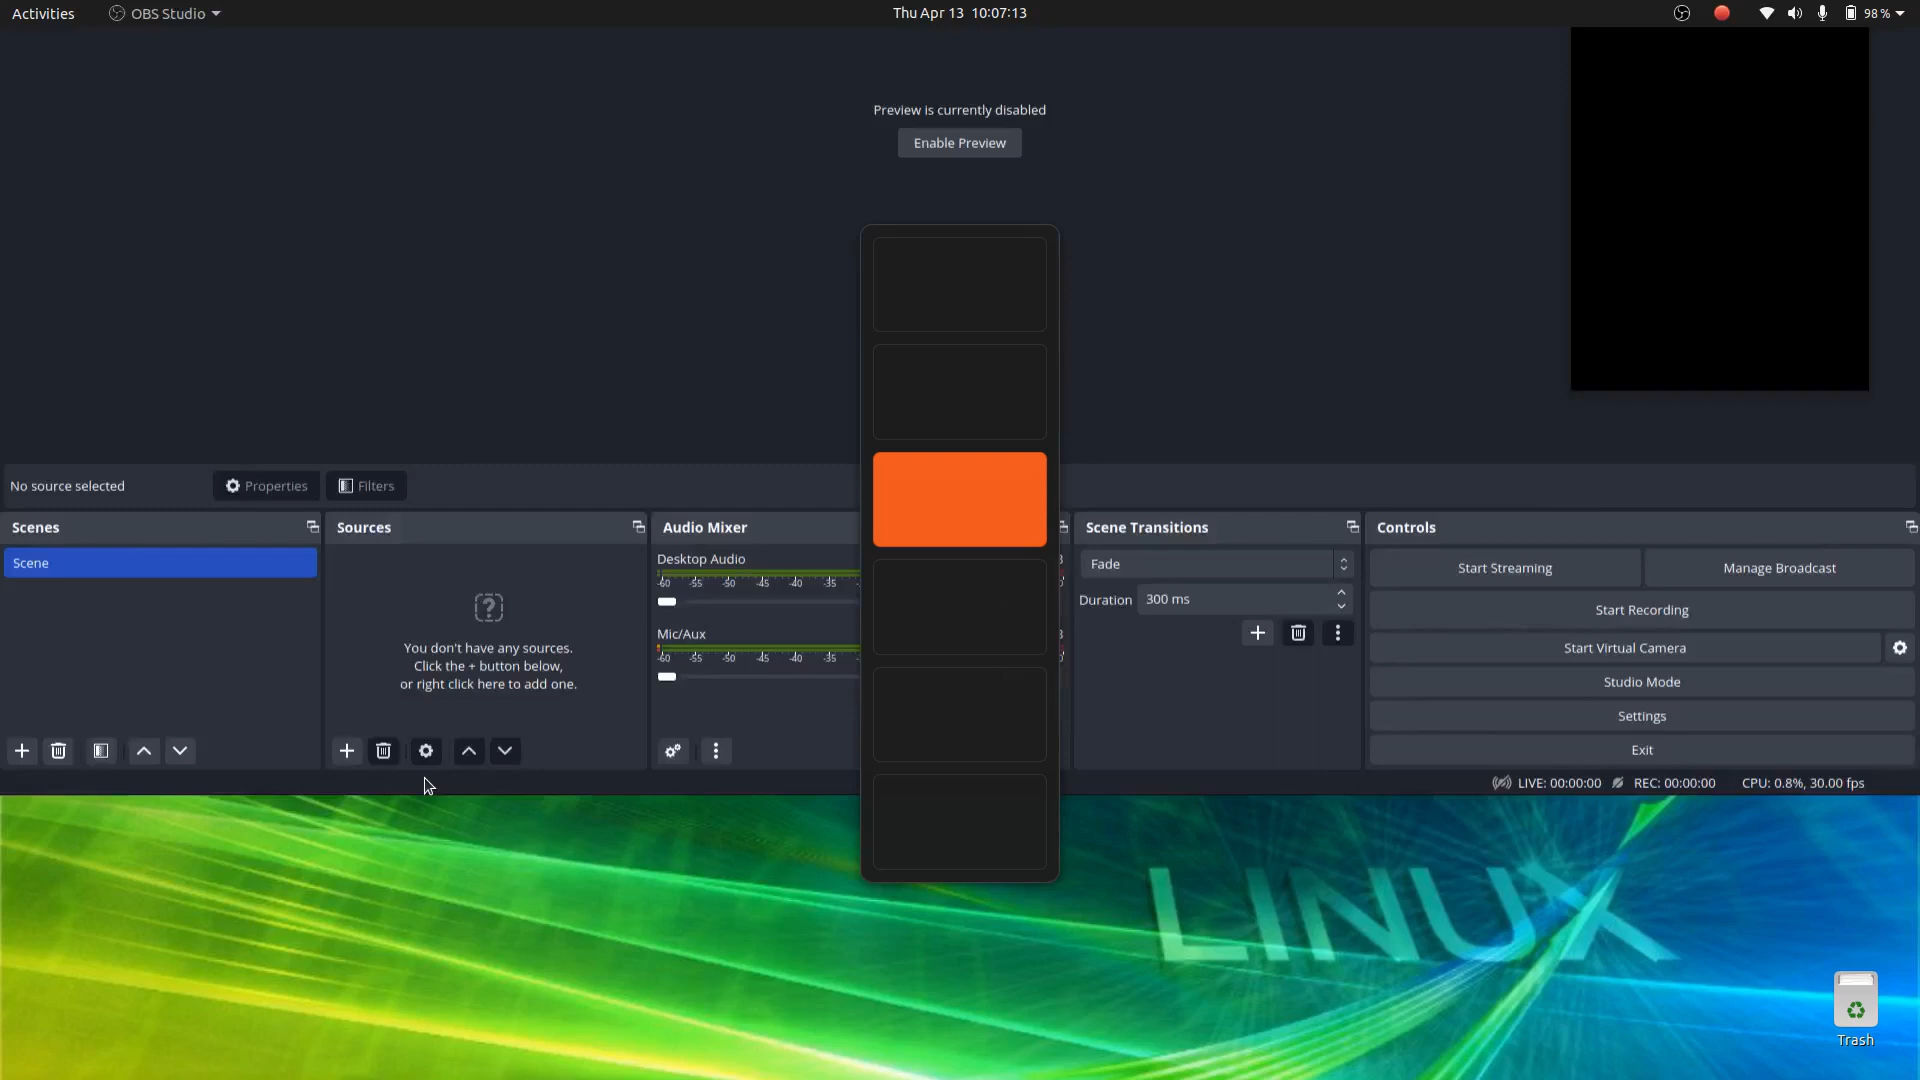 Activities
OBS Studio
Thu Apr 13 10:07:13
98 %
Preview is currently disabled
Enable Preview
No source selected
Properties
Filters
Scenes
Sources
Audio Mixer
Scene Transitions
Controls
Scene
You don't have any sources.
Click the + button below,
or right click here to add one.
Desktop Audio
-60 -55 -50 -45 -40 -35
Mic/Aux
-60 -55 -50 -45 -40 -35
Fade
Duration
300 ms
Start Streaming
Manage Broadcast
Start Recording
Start Virtual Camera
Studio Mode
Settings
Exit
LIVE: 00:00:00
REC: 00:00:00
CPU: 0.8%, 30.00 fps
LINUX
Trash